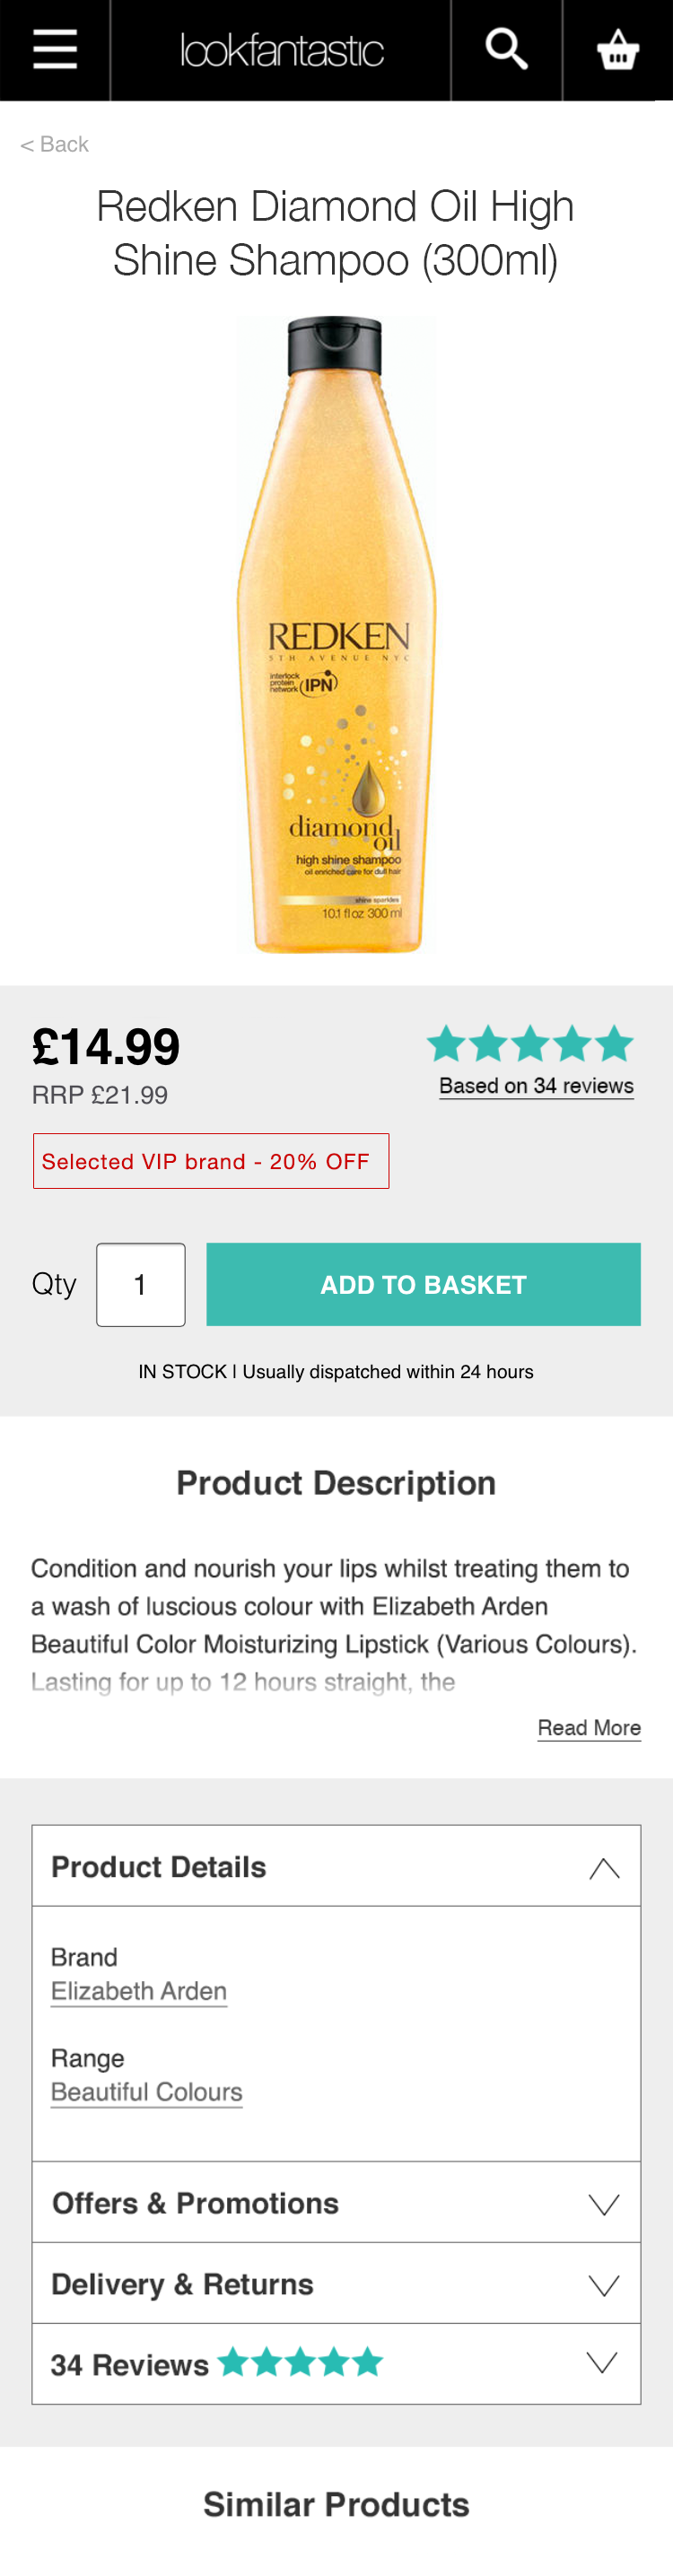 lookfantastic
< Back
Redken Diamond Oil High
Shine Shampoo (300ml)
REDKEN
5TH AVENUE NYC
interlock
protein
network (IPN)
diamond
oil
high shine shampoo
oil enriched care for dull hair
shine sparkles
10.1 fl oz 300 ml
£14.99
RRP £21.99
Based on 34 reviews
Selected VIP brand - 20% OFF
Qty 1 ADD TO BASKET
IN STOCK | Usually dispatched within 24 hours
Product Description
Condition and nourish your lips whilst treating them to
a wash of luscious colour with Elizabeth Arden
Beautiful Color Moisturizing Lipstick (Various Colours).
Lasting for up to 12 hours straight, the
Read More
Product Details
Brand
Elizabeth Arden
Range
Beautiful Colours
Offers & Promotions
Delivery & Returns
34 Reviews
Similar Products